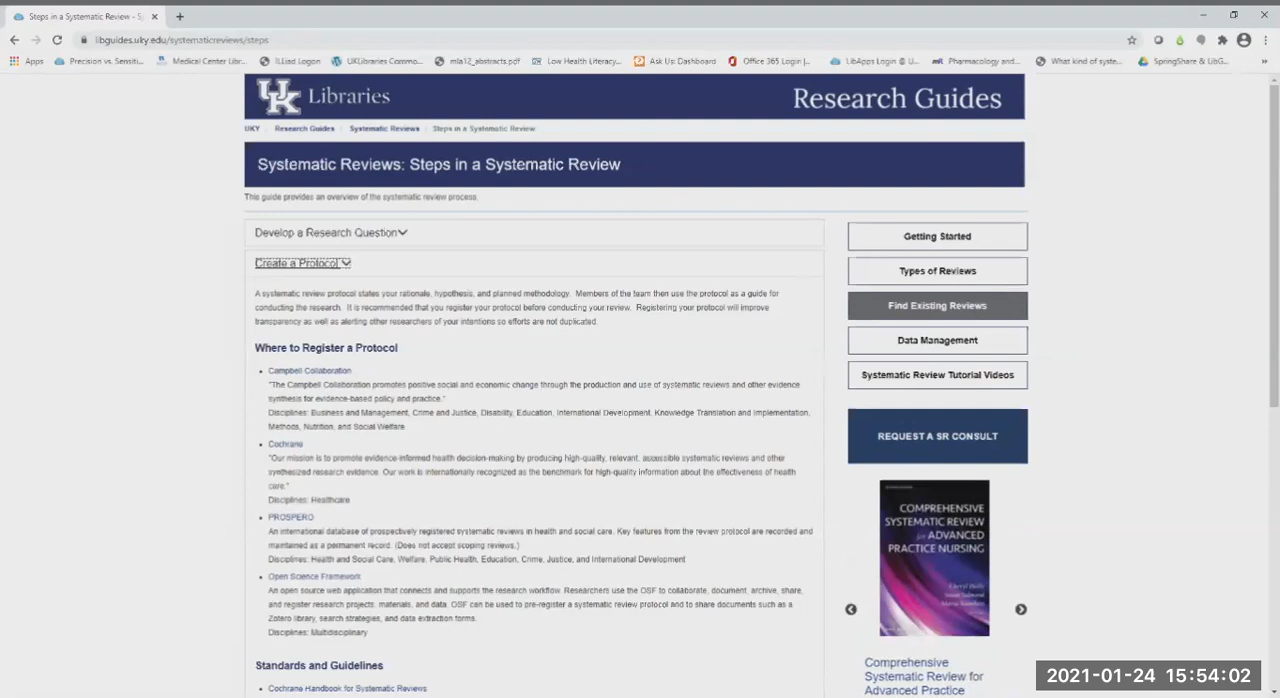 Steps in a Systematic Review - S
libguides.uky.edu/systematicreviews/steps
Apps
Precision vs. Sensiti...
Medical Center Libr...
ILLiad Logon
UKLibraries Commo...
mla12_abstracts.pdf
Low Health Literacy...
Ask Us: Dashboard
Office 365 Login |...
LibApps Login @ U...
Pharmacology and...
What kind of syste...
SpringShare & LibG...
UK Libraries
Research Guides
UKY
Research Guides
Systematic Reviews
Steps in a Systematic Review
Systematic Reviews: Steps in a Systematic Review
This guide provides an overview of the systematic review process.
Develop a Research Question
Create a Protocol
A systematic review protocol states your rationale, hypothesis, and planned methodology. Members of the team then use the protocol as a guide for
conducting the research. It is recommended that you register your protocol before conducting your review. Registering your protocol will improve
transparency as well as alerting other researchers of your intentions so efforts are not duplicated.
Where to Register a Protocol
Campbell Collaboration
"The Campbell Collaboration promotes positive social and economic change through the production and use of systematic reviews and other evidence
synthesis for evidence-based policy and practice."
Disciplines: Business and Management, Crime and Justice, Disability, Education, International Development, Knowledge Translation and Implementation,
Methods, Nutrition, and Social Welfare
Cochrane
"Our mission is to promote evidence-informed health decision-making by producing high-quality, relevant, accessible systematic reviews and other
synthesized research evidence. Our work is internationally recognized as the benchmark for high-quality information about the effectiveness of health
care."
Disciplines: Healthcare
PROSPERO
An international database of prospectively registered systematic reviews in health and social care. Key features from the review protocol are recorded and
maintained as a permanent record. (Does not accept scoping reviews.)
Disciplines: Health and Social Care, Welfare, Public Health, Education, Crime, Justice, and International Development
Open Science Framework
An open source web application that connects and supports the research workflow. Researchers use the OSF to collaborate, document, archive, share,
and register research projects, materials, and data. OSF can be used to pre-register a systematic review protocol and to share documents such as a
Zotero library, search strategies, and data extraction forms.
Disciplines: Multidisciplinary
Standards and Guidelines
Cochrane Handbook for Systematic Reviews
Getting Started
Types of Reviews
Find Existing Reviews
Data Management
Systematic Review Tutorial Videos
REQUEST A SR CONSULT
COMPREHENSIVE
SYSTEMATIC REVIEW
for ADVANCED
PRACTICE NURSING
Comprehensive
Systematic Review for
Advanced Practice
2021-01-24 15:54:02